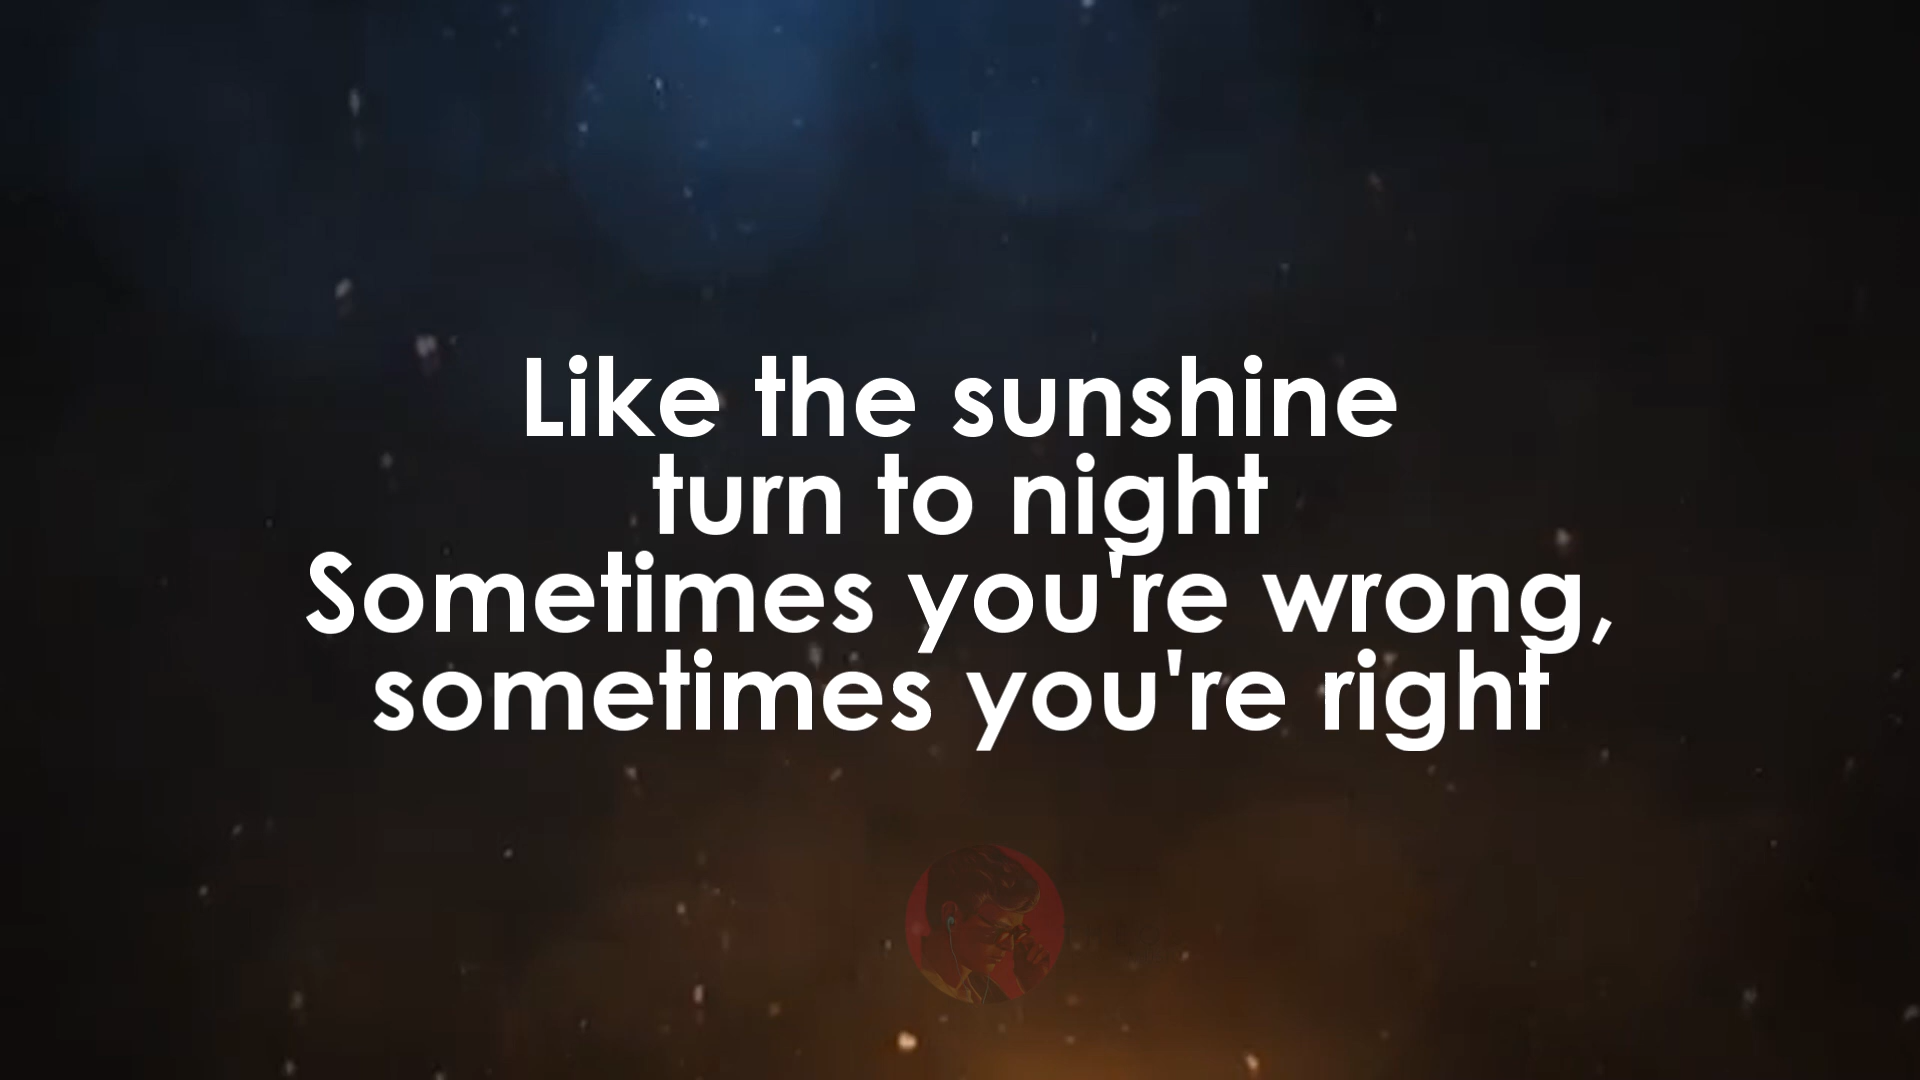 Like the sunshine
turn to night
Sometimes you're wrong,
sometimes you're right